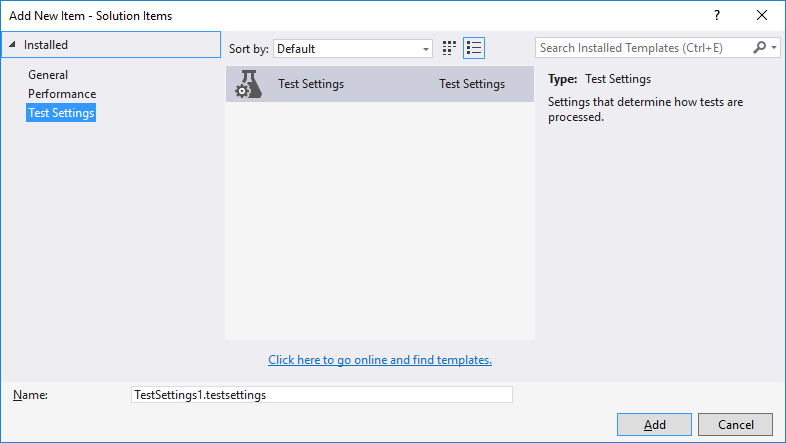 Add New Item - Solution Items
?
Installed
Sort by: Default
Search Installed Templates (Ctrl+E)
General
Performance
Test Settings
Test Settings Test Settings
Type: Test Settings
Settings that determine how tests are
processed.
Click here to go online and find templates.
Name: TestSettings1.testsettings
Add Cancel